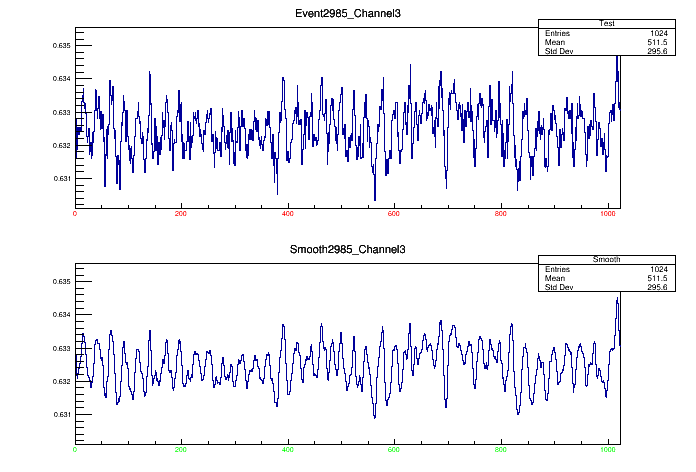 Event2985_Channel3
Test
Entries 1024
Mean 511.5
Std Dev 295.6
0.635
0.634
0.633
0.632
0.631
0 200 400 600 800 1000
Smooth2985_Channel3
Smooth
Entries 1024
Mean 511.5
Std Dev 295.6
0.635
0.634
0.633
0.632
0.631
0 200 400 600 800 1000